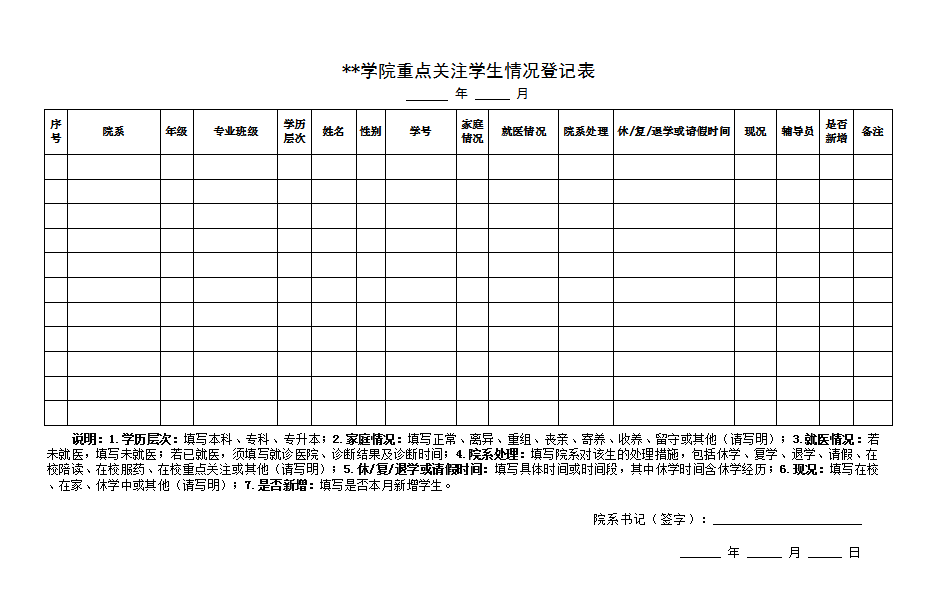 **学院重点关注学生情况登记表
______ 年 _____ 月
序号 院系 年级 专业班级 学历层次 姓名 性别 学号 家庭情况 就医情况 院系处理 休/复/退学或请假时间 现况 辅导员 是否新增 备注
说明：1.学历层次：填写本科、专科、专升本；2.家庭情况：填写正常、离异、重组、丧亲、寄养、收养、留守或其他（请写明）；3.就医情况：若
未就医，填写未就医；若已就医，须填写就诊医院、诊断结果及诊断时间；4.院系处理：填写院系对该生的处理措施，包括休学、复学、退学、请假、在
校陪读、在校服药、在校重点关注或其他（请写明）；5.休/复/退学或请假时间：填写具体时间或时间段，其中休学时间含休学经历；6.现况：填写在校
、在家、休学中或其他（请写明）；7.是否新增：填写是否本月新增学生。
院系书记（签字）：______________________
______ 年 _____ 月 _____ 日